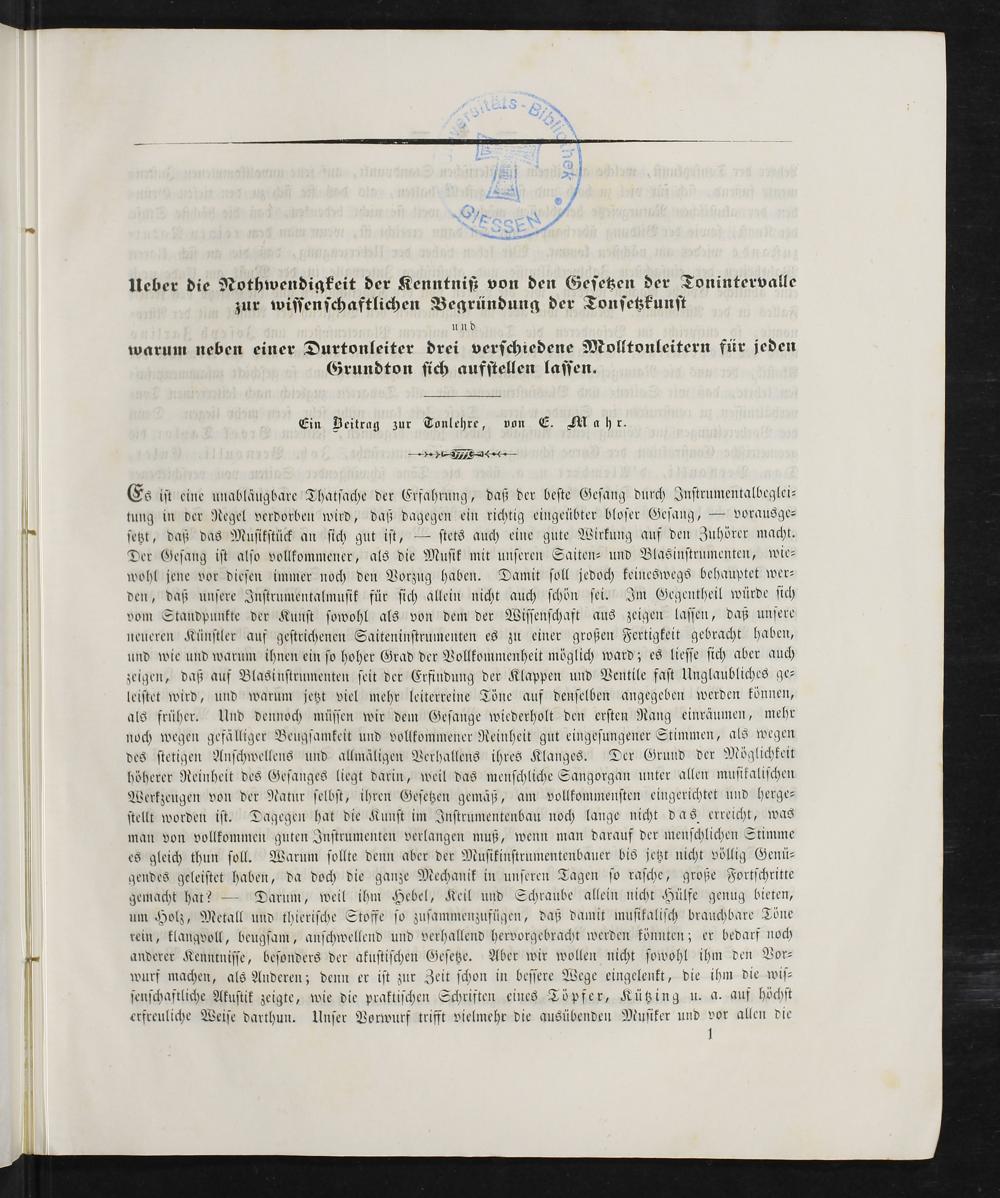 Universitäts-Bibliothek
GIESSEN
Ueber die Nothwendigkeit der Kenntniß von den Gesetzen der Tonintervalle
zur wissenschaftlichen Begründung der Tonsetzkunst
und
warum neben einer Durtonleiter drei verschiedene Molltonleitern für jeden
Grundton sich aufstellen lassen.
Ein Beitrag zur Tonlehre, von E. Mahr.
Es ist eine unabläugbare Thatsache der Erfahrung, daß der beste Gesang durch Instrumentalbeglei-
tung in der Regel verdorben wird, daß dagegen ein richtig eingeübter bloser Gesang, — vorausge-
setzt, daß das Musikstück an sich gut ist, — stets auch eine gute Wirkung auf den Zuhörer macht.
Der Gesang ist also vollkommener, als die Musik mit unseren Saiten- und Blasinstrumenten, wie-
wohl jene vor diesen immer noch den Vorzug haben. Damit soll jedoch keineswegs behauptet wer-
den, daß unsere Instrumentalmusik für sich allein nicht auch schön sei. Im Gegentheil würde sich
vom Standpunkte der Kunst sowohl als von dem der Wissenschaft aus zeigen lassen, daß unsere
neueren Künstler auf gestrichenen Saiteninstrumenten es zu einer großen Fertigkeit gebracht haben,
und wie und warum ihnen ein so hoher Grad der Vollkommenheit möglich ward; es liesse sich aber auch
zeigen, daß auf Blasinstrumenten seit der Erfindung der Klappen und Ventile fast Unglaubliches ge-
leistet wird, und warum jetzt viel mehr leiterreine Töne auf denselben angegeben werden können,
als früher. Und dennoch müssen wir dem Gesange wiederholt den ersten Rang einräumen, mehr
noch wegen gefälliger Beugsamkeit und vollkommener Reinheit gut eingesungener Stimmen, als wegen
des stetigen Anschwellens und allmäligen Verhallens ihres Klanges. Der Grund der Möglichkeit
höherer Reinheit des Gesanges liegt darin, weil das menschliche Sangorgan unter allen musikalischen
Werkzeugen von der Natur selbst, ihren Gesetzen gemäß, am vollkommensten eingerichtet und herge-
stellt worden ist. Dagegen hat die Kunst im Instrumentenbau noch lange nicht das erreicht, was
man von vollkommen guten Instrumenten verlangen muß, wenn man darauf der menschlichen Stimme
es gleich thun soll. Warum sollte denn aber der Musikinstrumentenbauer bis jetzt nicht völlig Genü-
gendes geleistet haben, da doch die ganze Mechanik in unseren Tagen so rasche, große Fortschritte
gemacht hat? — Darum, weil ihm Hebel, Keil und Schraube allein nicht Hülfe genug bieten,
um Holz, Metall und thierische Stoffe so zusammenzufügen, daß damit musikalisch brauchbare Töne
rein, klangvoll, beugsam, anschwellend und verhallend hervorgebracht werden könnten; er bedarf noch
anderer Kenntnisse, besonders der akustischen Gesetze. Aber wir wollen nicht sowohl ihm den Vor-
wurf machen, als Anderen; denn er ist zur Zeit schon in bessere Wege eingelenkt, die ihm die wis-
senschaftliche Akustik zeigte, wie die praktischen Schriften eines Töpfer, Kützing u. a. auf höchst
erfreuliche Weise darthun. Unser Vorwurf trifft vielmehr die ausübenden Musiker und vor allen die
1